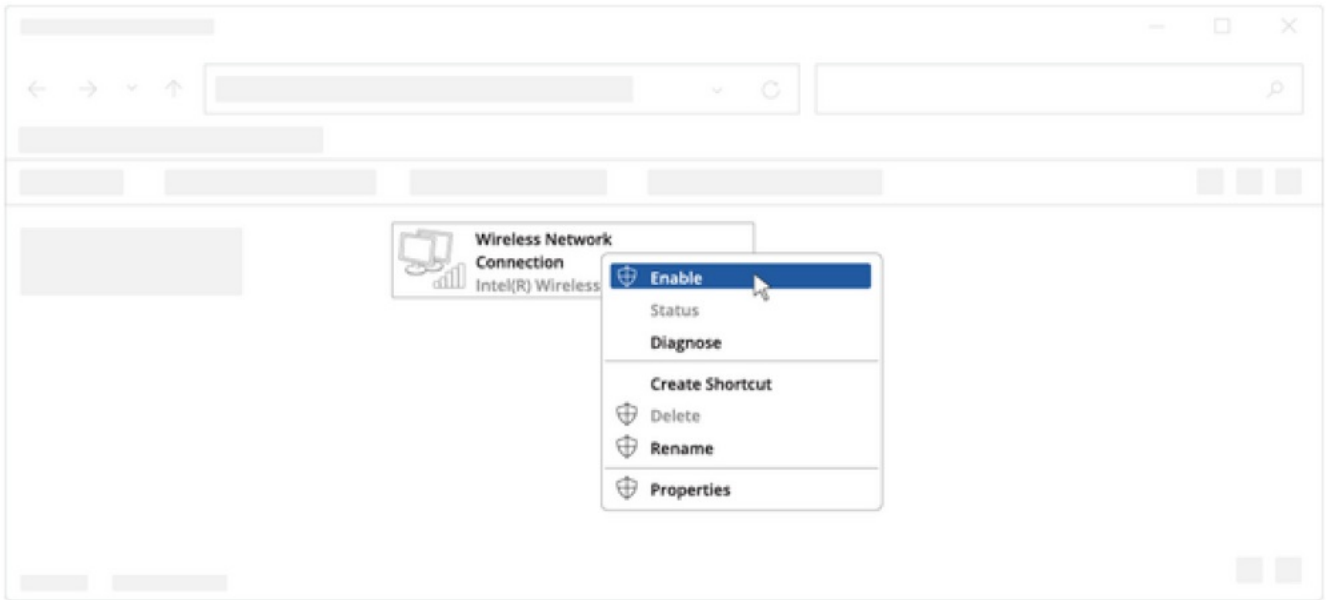 Wireless Network
Connection
Intel(R) Wireless
Enable
Status
Diagnose
Create Shortcut
Delete
Rename
Properties